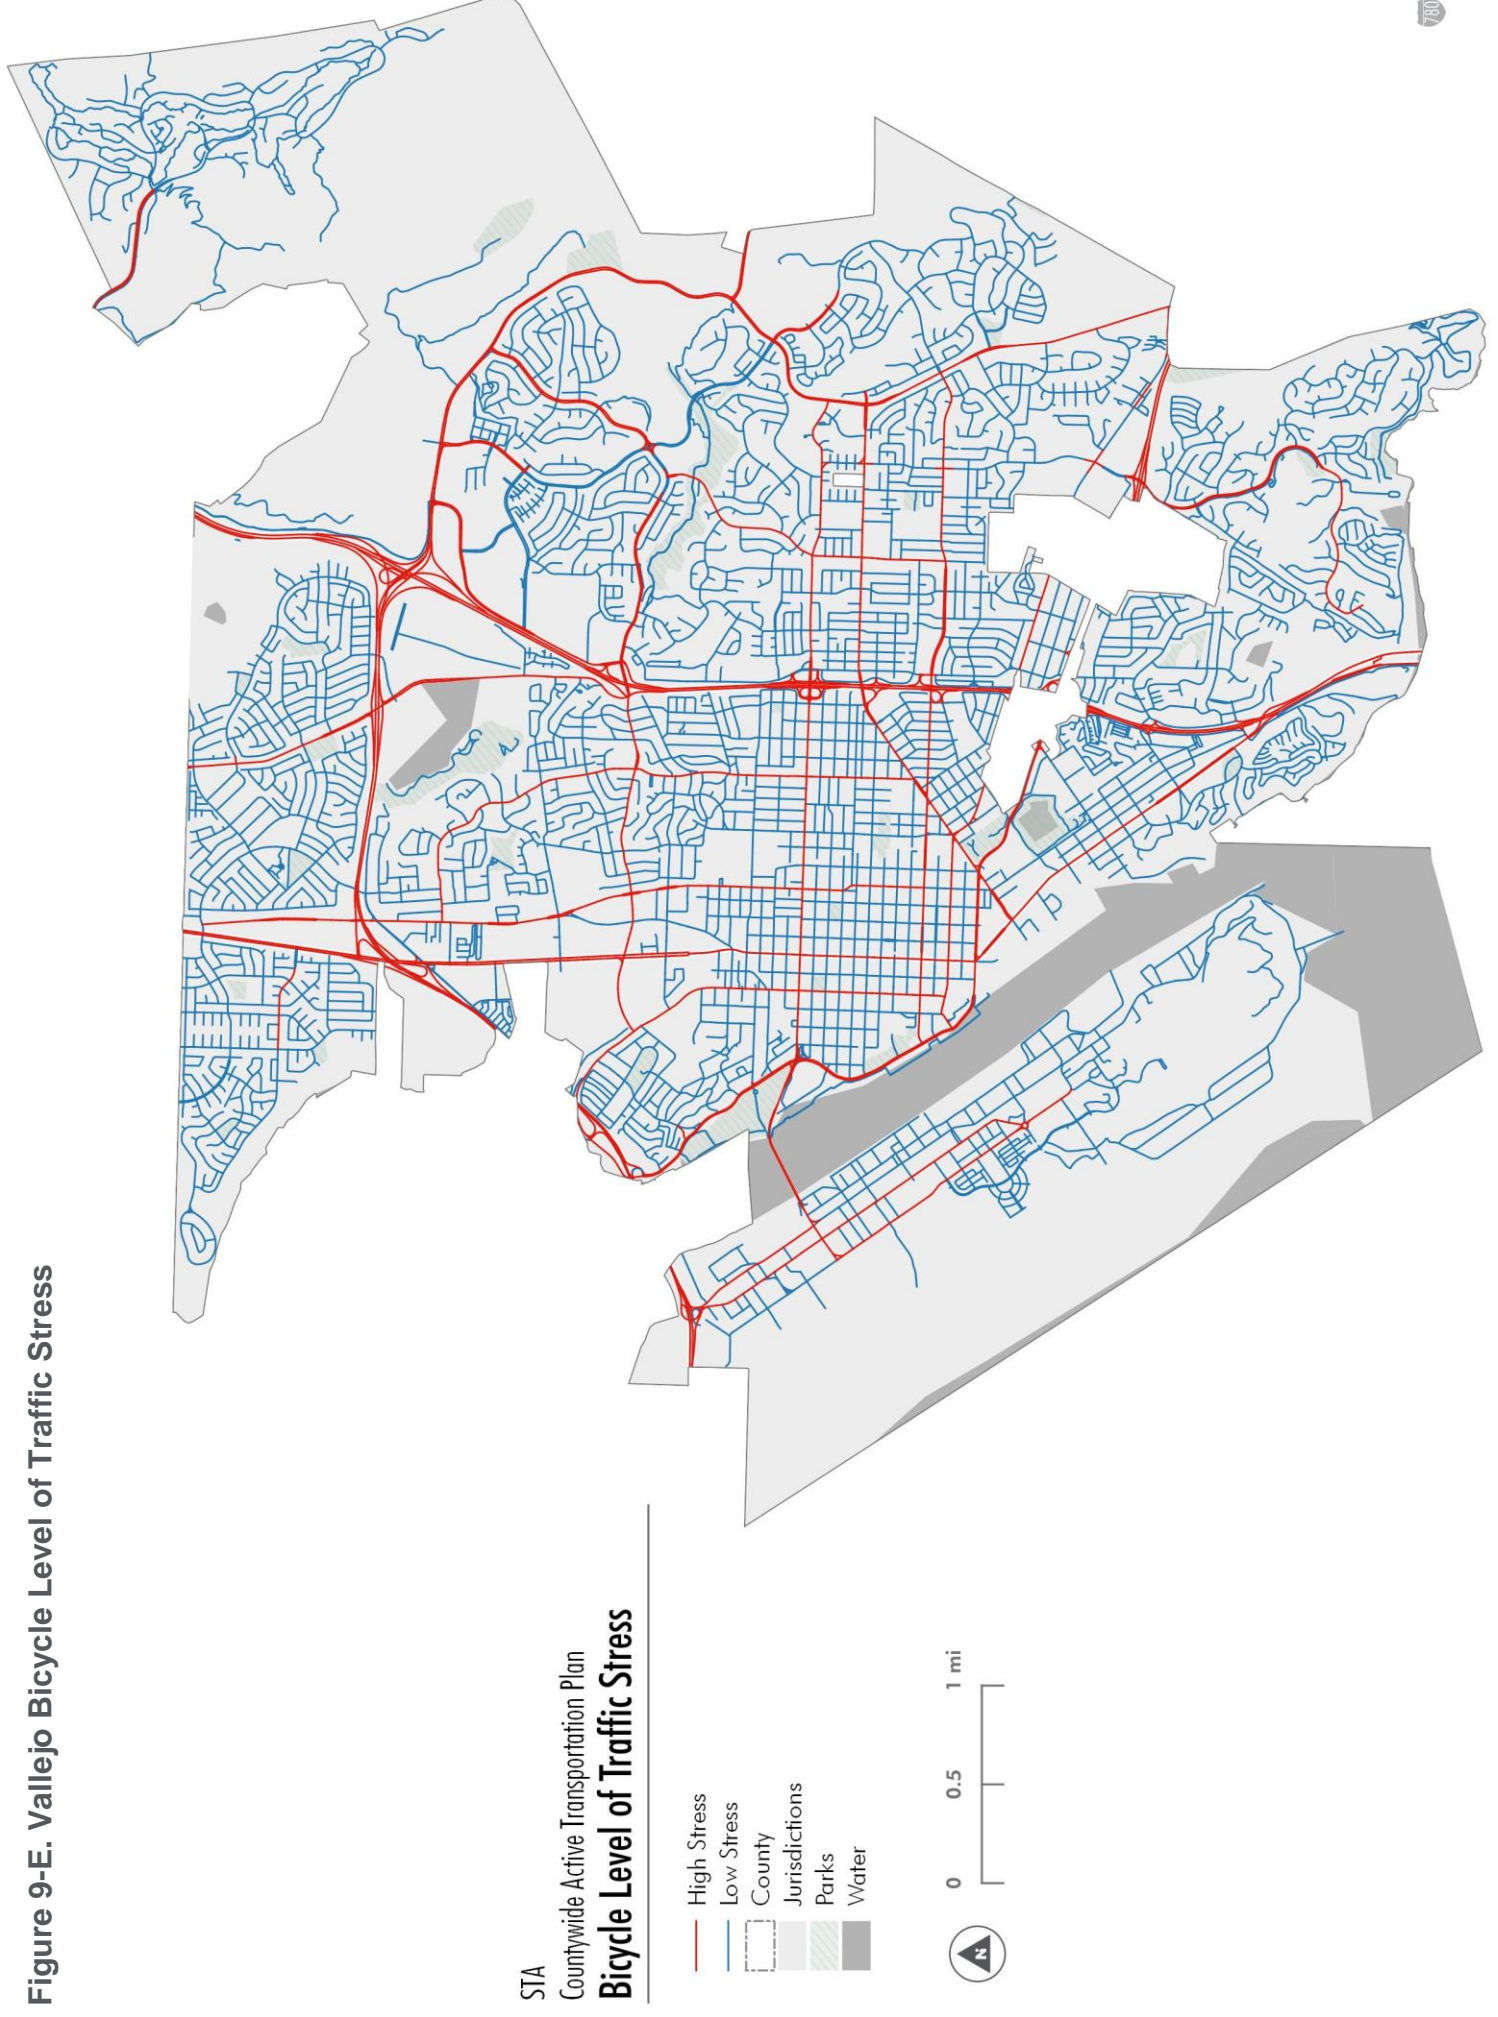 Figure 9-E. Vallejo Bicycle Level of Traffic Stress
STA
Countywide Active Transportation Plan
Bicycle Level of Traffic Stress
High Stress
Low Stress
County
Jurisdictions
Parks
Water
0 0.5 1 mi
N
780